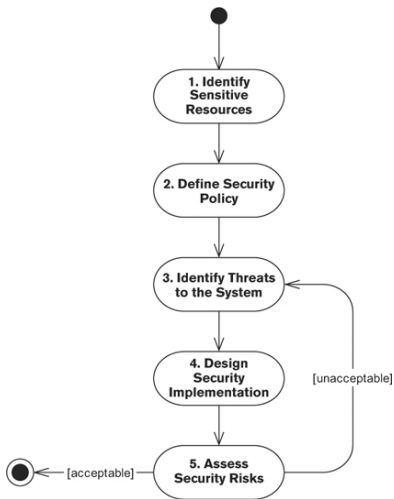 1. Identify
Sensitive
Resources
2. Define Security
Policy
3. Identify Threats
to the System
4. Design
Security
Implementation
[unacceptable]
5. Assess
Security Risks
[acceptable]